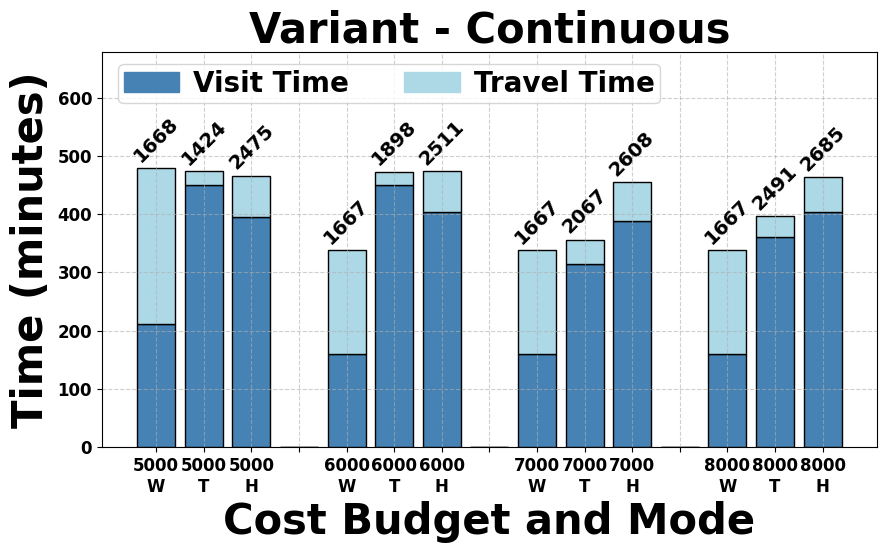 Variant - Continuous
Visit Time
Travel Time
Time (minutes)
600
500
400
300
200
100
0
1668
1424
2475
1667
1898
2511
1667
2067
2608
1667
2491
2685
5000 5000 5000 6000 6000 6000 7000 7000 7000 8000 8000 8000
W T H W T H W T H W T H
Cost Budget and Mode